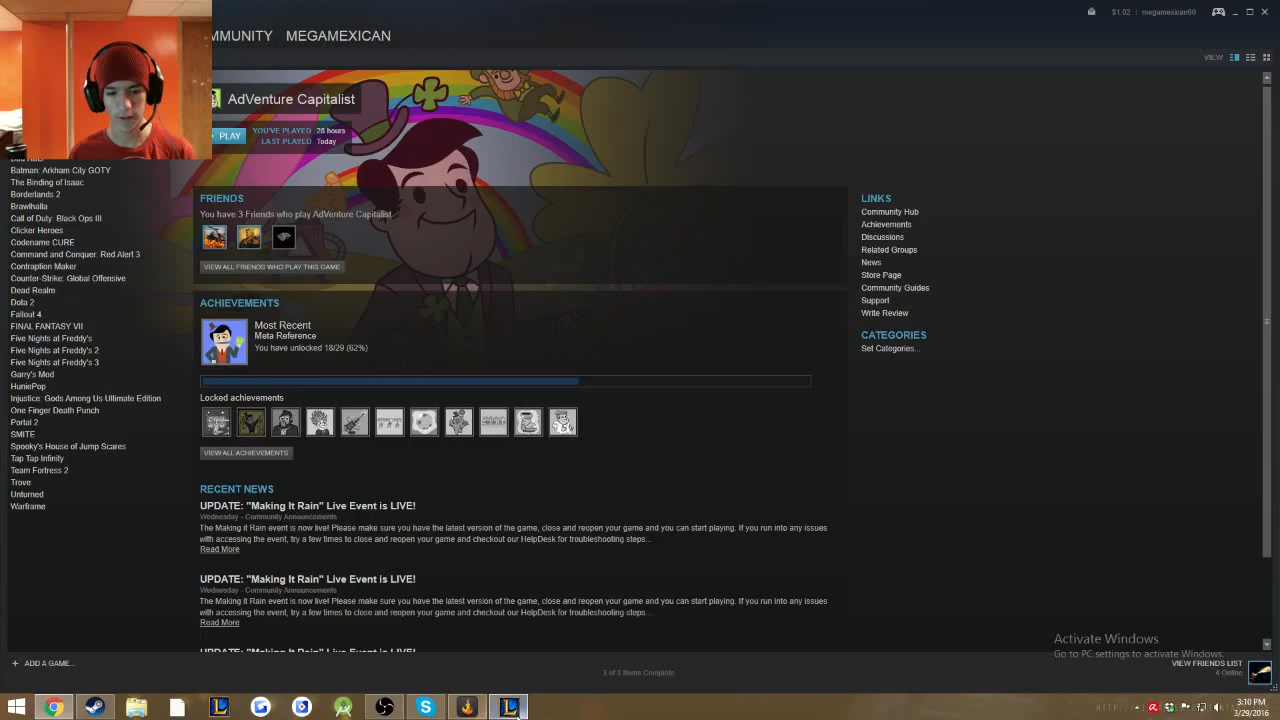 $1.02
megamexican69
MMUNITY MEGAMEXICAN
VIEW
AdVenture Capitalist
PLAY
YOU'VE PLAYED 28 hours
LAST PLAYED Today
Batman: Arkham City GOTY
The Binding of Isaac
Borderlands 2
Brawlhalla
Call of Duty: Black Ops III
Clicker Heroes
Codename CURE
Command and Conquer: Red Alert 3
Contraption Maker
Counter-Strike: Global Offensive
Dead Realm
Dota 2
Fallout 4
FINAL FANTASY VII
Five Nights at Freddy's
Five Nights at Freddy's 2
Five Nights at Freddy's 3
Garry's Mod
HuniePop
Injustice: Gods Among Us Ultimate Edition
One Finger Death Punch
Portal 2
SMITE
Spooky's House of Jump Scares
Tap Tap Infinity
Team Fortress 2
Trove
Unturned
Warframe
FRIENDS
You have 3 Friends who play AdVenture Capitalist
VIEW ALL FRIENDS WHO PLAY THIS GAME
ACHIEVEMENTS
Most Recent
Meta Reference
You have unlocked 18/29 (62%)
Locked achievements
VIEW ALL ACHIEVEMENTS
RECENT NEWS
UPDATE: "Making It Rain" Live Event is LIVE!
Wednesday - Community Announcements
The Making it Rain event is now live! Please make sure you have the latest version of the game, close and reopen your game and you can start playing. If you run into any issues
with accessing the event, try a few times to close and reopen your game and checkout our HelpDesk for troubleshooting steps...
Read More
UPDATE: "Making It Rain" Live Event is LIVE!
Wednesday - Community Announcements
The Making it Rain event is now live! Please make sure you have the latest version of the game, close and reopen your game and you can start playing. If you run into any issues
with accessing the event, try a few times to close and reopen your game and checkout our HelpDesk for troubleshooting steps...
Read More
UPDATE: "Making It Rain" Live Event is LIVE!
LINKS
Community Hub
Achievements
Discussions
Related Groups
News
Store Page
Community Guides
Support
Write Review
CATEGORIES
Set Categories...
Activate Windows
Go to PC settings to activate Windows.
+ ADD A GAME...
3 of 3 Items Complete
VIEW FRIENDS LIST
4 Online
3:10 PM
3/29/2016